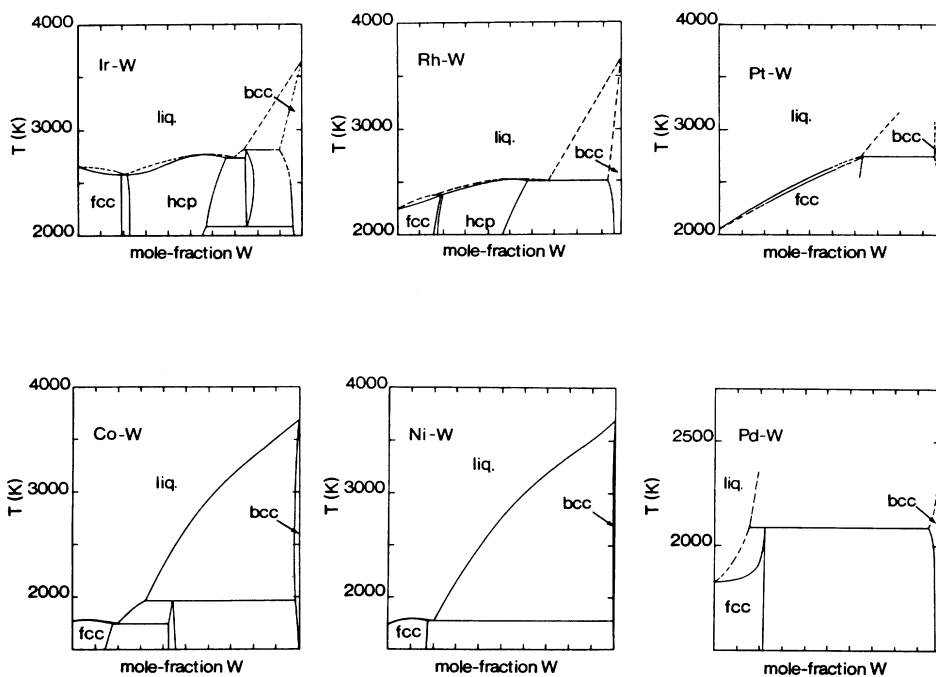 4000
Ir-W
bcc
liq.
3000
T (K)
fcc
hcp
2000
mole-fraction W
4000
Rh-W
3000
T (K)
liq.
bcc
fcc
hcp
2000
mole-fraction W
4000
Pt-W
liq.
3000
T (K)
bcc
fcc
2000
mole-fraction W
4000
Co-W
liq.
3000
T (K)
bcc
2000
fcc
mole-fraction W
4000
Ni-W
liq.
3000
T (K)
bcc
2000
fcc
mole-fraction W
2500
Pd-W
liq.
T (K)
bcc
2000
fcc
mole-fraction W